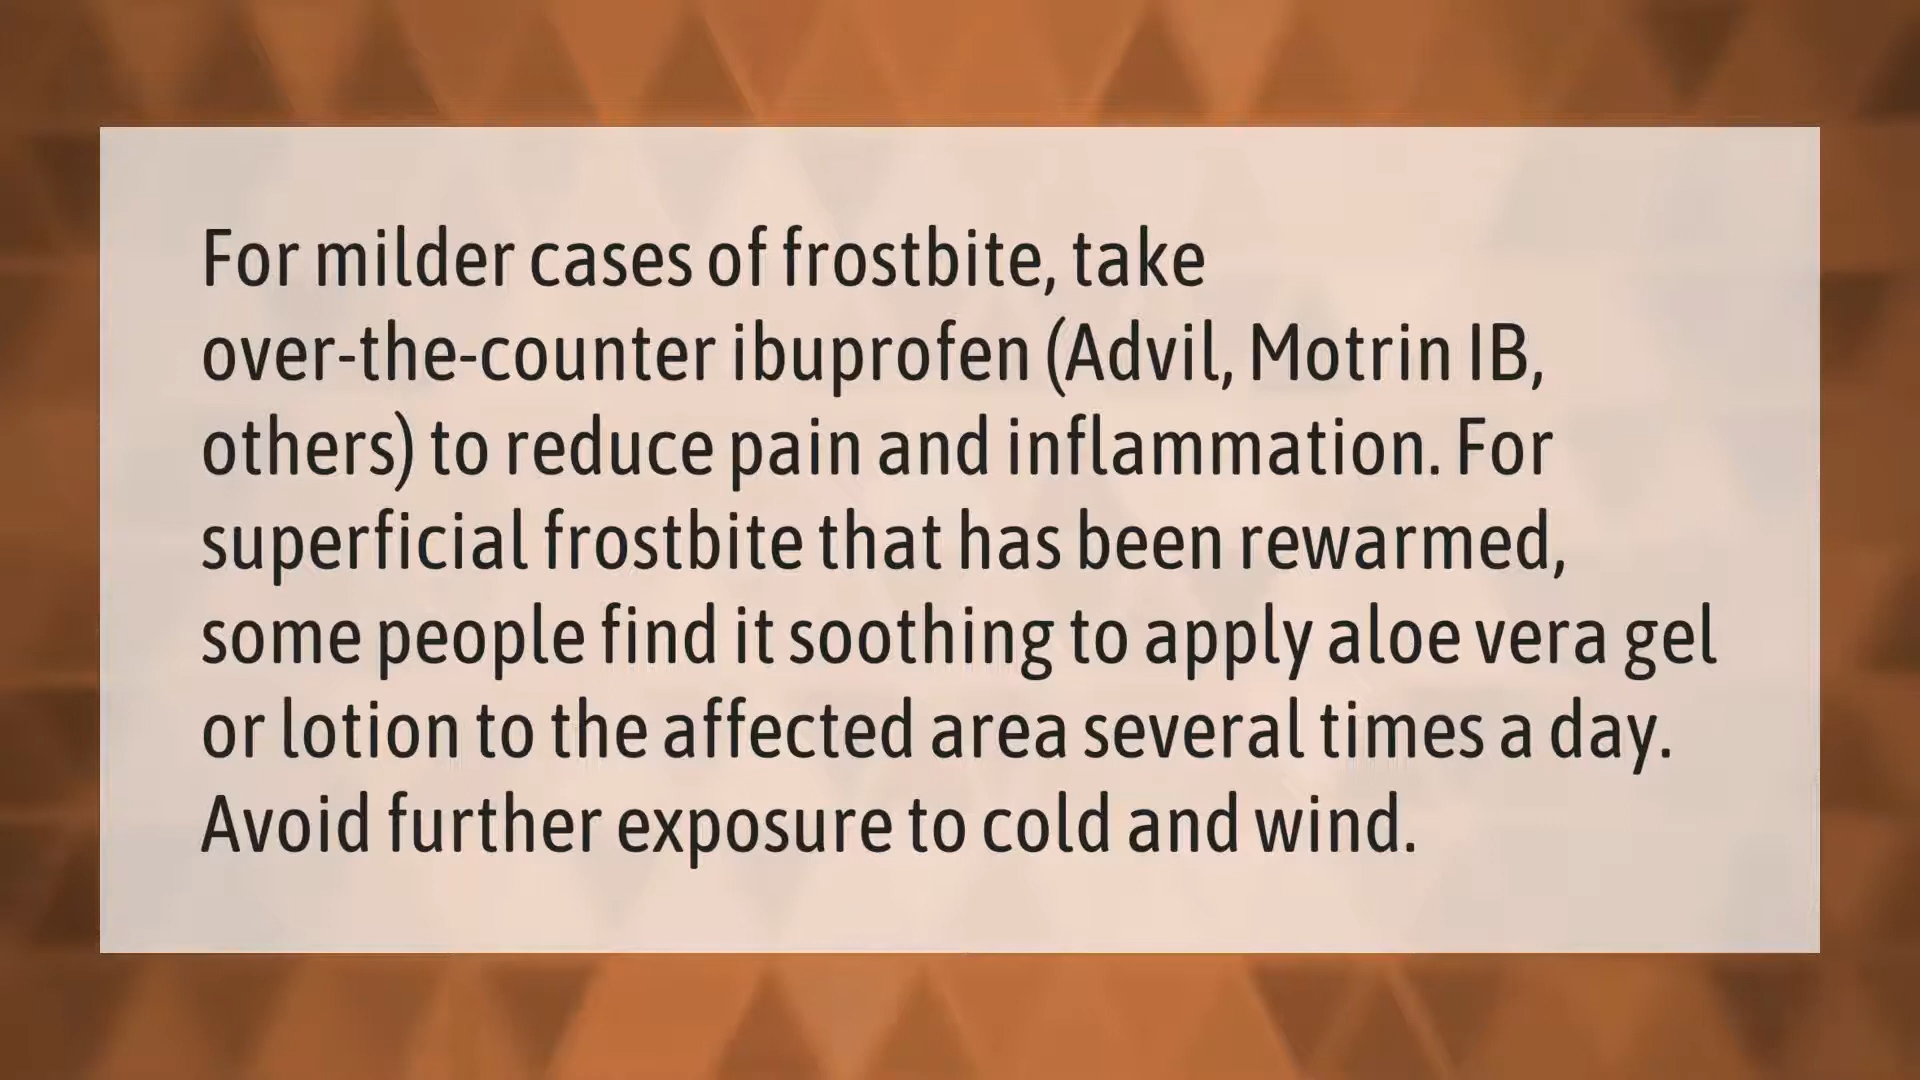 For milder cases of frostbite, take
over-the-counter ibuprofen (Advil, Motrin IB,
others) to reduce pain and inflammation. For
superficial frostbite that has been rewarmed,
some people find it soothing to apply aloe vera gel
or lotion to the affected area several times a day.
Avoid further exposure to cold and wind.